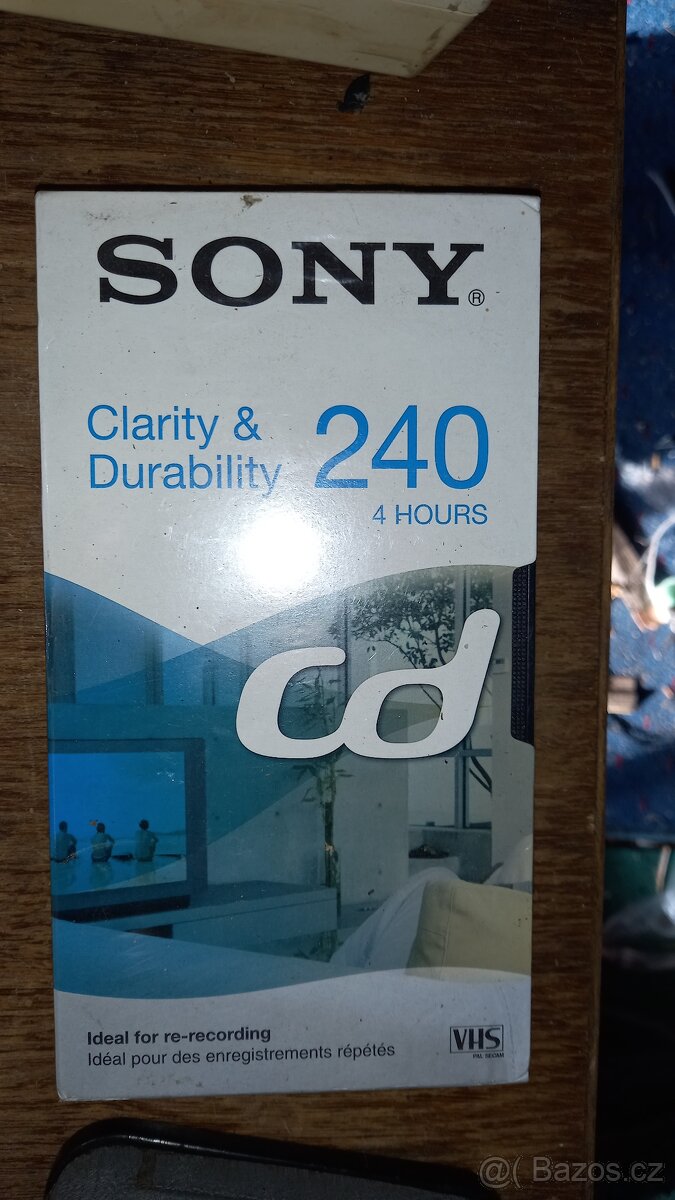 SONY®
Clarity &
Durability
240
4 HOURS
cd
Ideal for re-recording
Idéal pour des enregistrements répétés
VHS
PAL SECAM
@( Bazos.cz